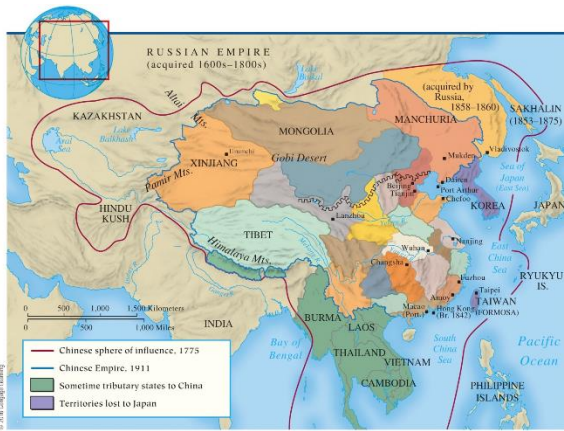 RUSSIAN EMPIRE
(acquired 1600s–1800s)
Lake
Baikal
(acquired by
Russia,
1858–1860)
SAKHALIN
(1853–1875)
KAZAKHSTAN
Altai Mts.
Lake
Balkhash
Aral
Sea
MONGOLIA
MANCHURIA
Vladivostok
Urumchi
XINJIANG
Gobi Desert
Mukden
Sea of
Japan
(East Sea)
Pamir Mts.
Beijing
Tianjin
Dairen
Port Arthur
Chefoo
KOREA
JAPAN
HINDU
KUSH
Lanzhou
TIBET
Himalaya Mts.
Wuhan
Nanjing
East
China
Sea
Changsha
RYUKYU
IS.
Fuzhou
Amoy
Taipei
TAIWAN
(FORMOSA)
Macao
(Port.)
Hong Kong
(Br. 1842)
0 500 1,000 1,500 Kilometers
0 500 1,000 Miles
Ganges
INDIA
BURMA
LAOS
Bay of
Bengal
THAILAND
VIETNAM
CAMBODIA
South
China
Sea
Pacific
Ocean
PHILIPPINE
ISLANDS
Chinese sphere of influence, 1775
Chinese Empire, 1911
Sometime tributary states to China
Territories lost to Japan